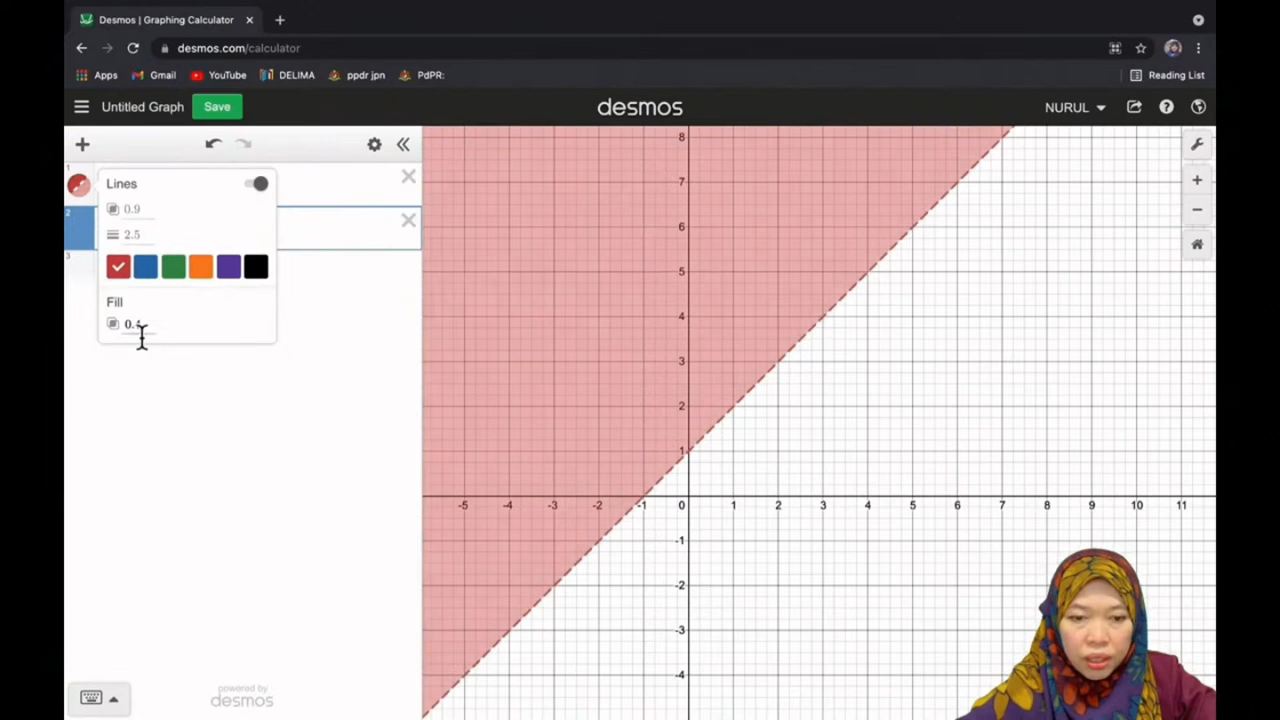 Desmos | Graphing Calculator
desmos.com/calculator
Apps Gmail YouTube DELIMA ppdr jpn PdPR: Reading List
Untitled Graph Save desmos NURUL
1
Lines
0.9
2
2.5
3
Fill
8
7
6
5
4
3
2
1
-5 -4 -3 -2 -1 0 1 2 3 4 5 6 7 8 9 10 11
-1
-2
-3
-4
powered by
desmos